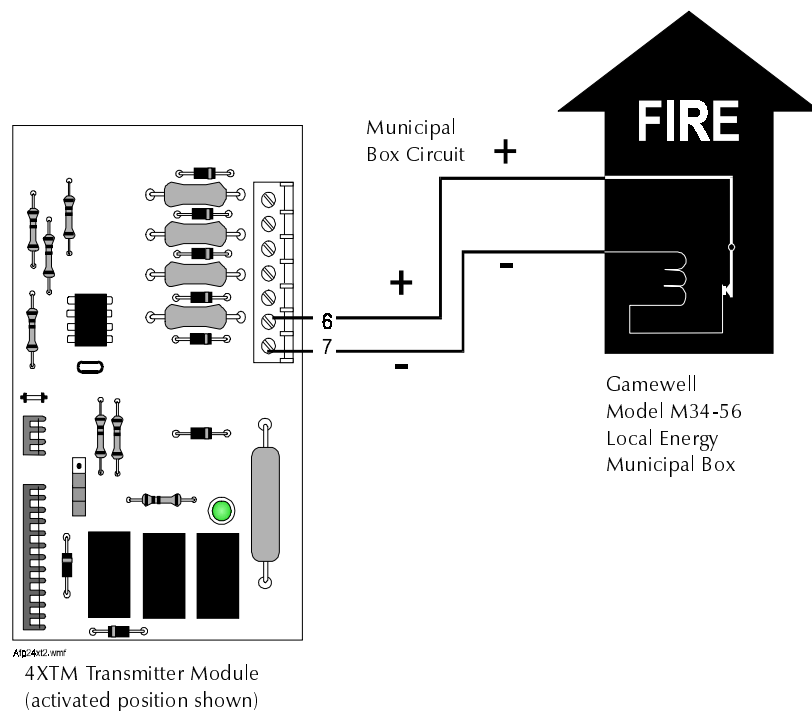 FIRE
Municipal
Box Circuit
+
-
+
6
7
-
Gamewell
Model M34-56
Local Energy
Municipal Box
Afp24xt2.wmf
4XTM Transmitter Module
(activated position shown)